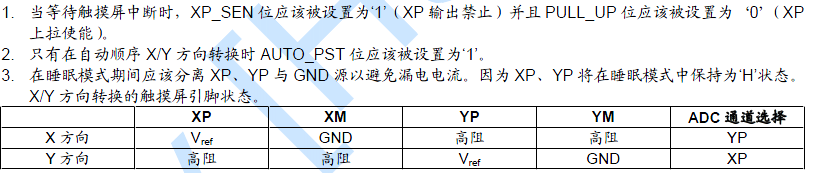 1. 当等待触摸屏中断时，XP_SEN 位应该被设置为‘1’（XP 输出禁止）并且 PULL_UP 位应该被设置为 ‘0’（XP
上拉使能）。
2. 只有在自动顺序 X/Y 方向转换时 AUTO_PST 位应该被设置为‘1’。
3. 在睡眠模式期间应该分离 XP、YP 与 GND 源以避免漏电电流。因为 XP、YP 将在睡眠模式中保持为‘H’状态。
X/Y 方向转换的触摸屏引脚状态。
XP XM YP YM ADC 通道选择
X 方向 Vref GND 高阻 高阻 YP
Y 方向 高阻 高阻 Vref GND XP